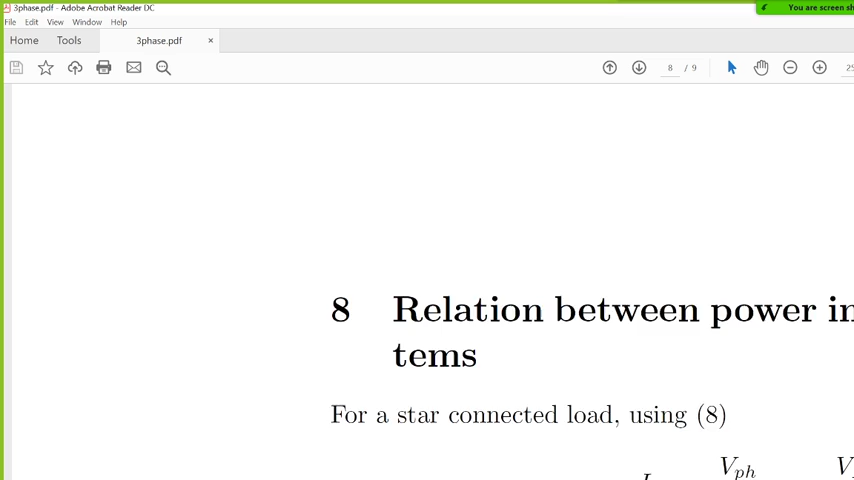 3phase.pdf - Adobe Acrobat Reader DC
You are screen sh
File Edit View Window Help
Home Tools 3phase.pdf ×
8 / 9
8 Relation between power in
tems
For a star connected load, using (8)
V_ph